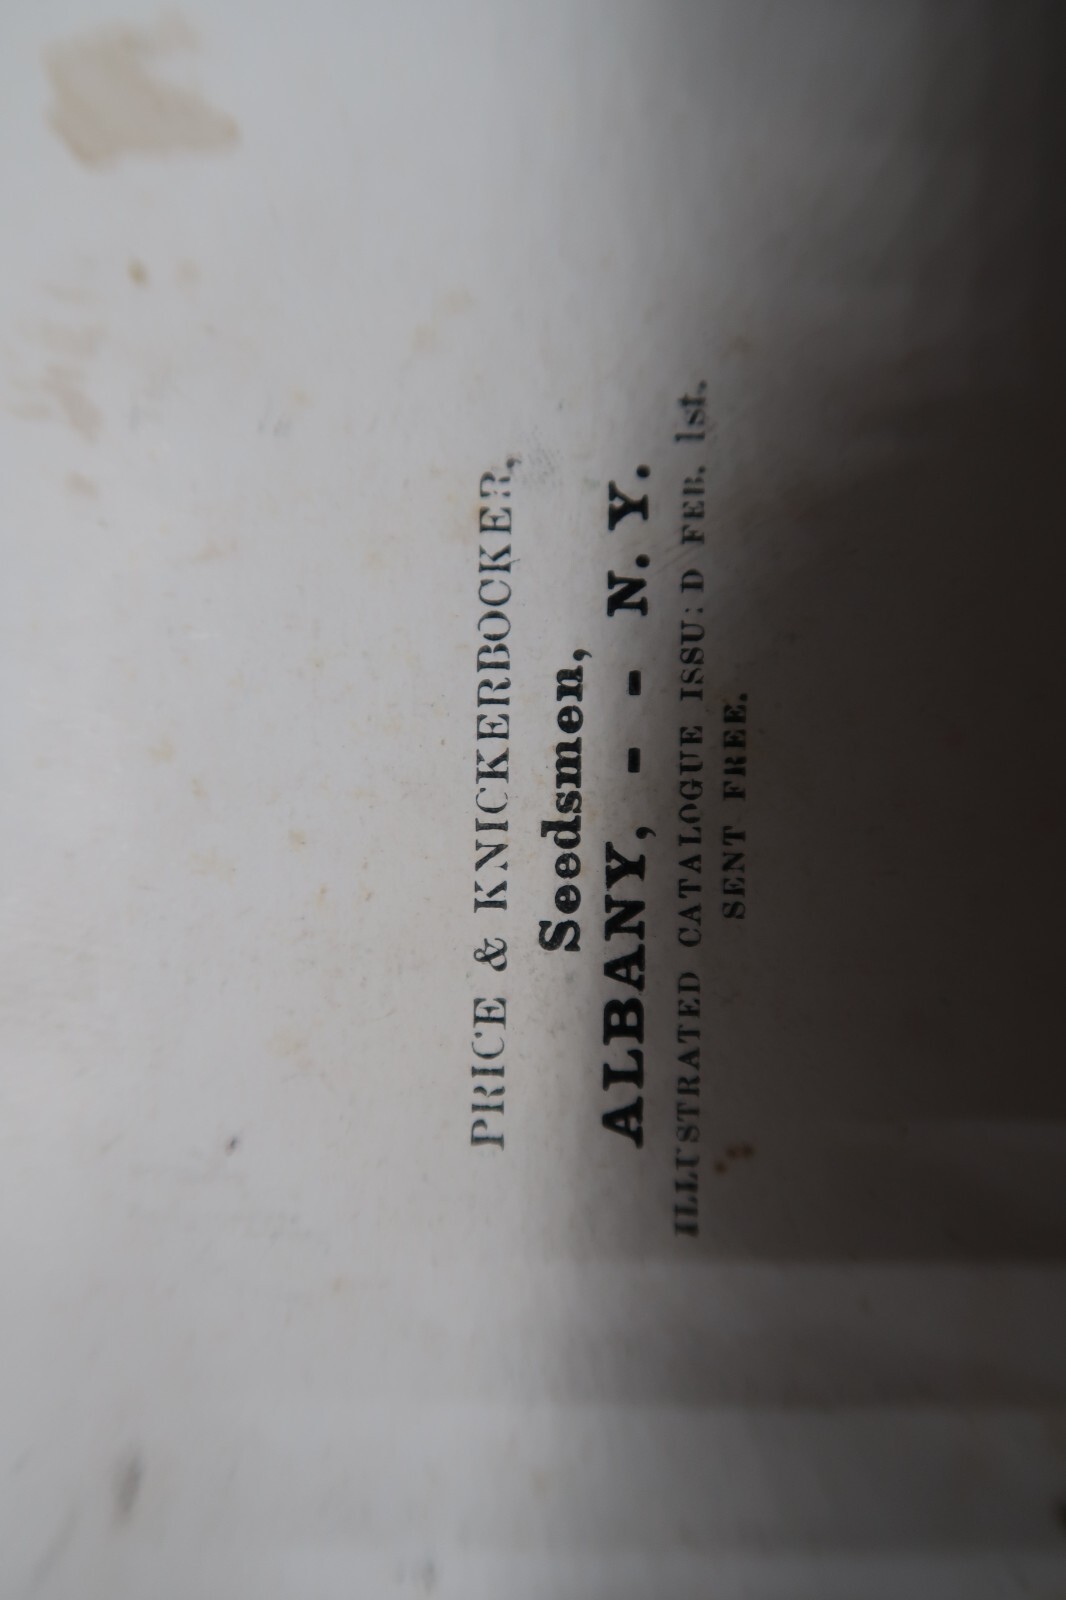 PRICE & KNICKERBOCKER,
Seedsmen,
ALBANY, - - N. Y.
ILLUSTRATED CATALOGUE ISSU:D FEB. 1st.
SENT FREE.